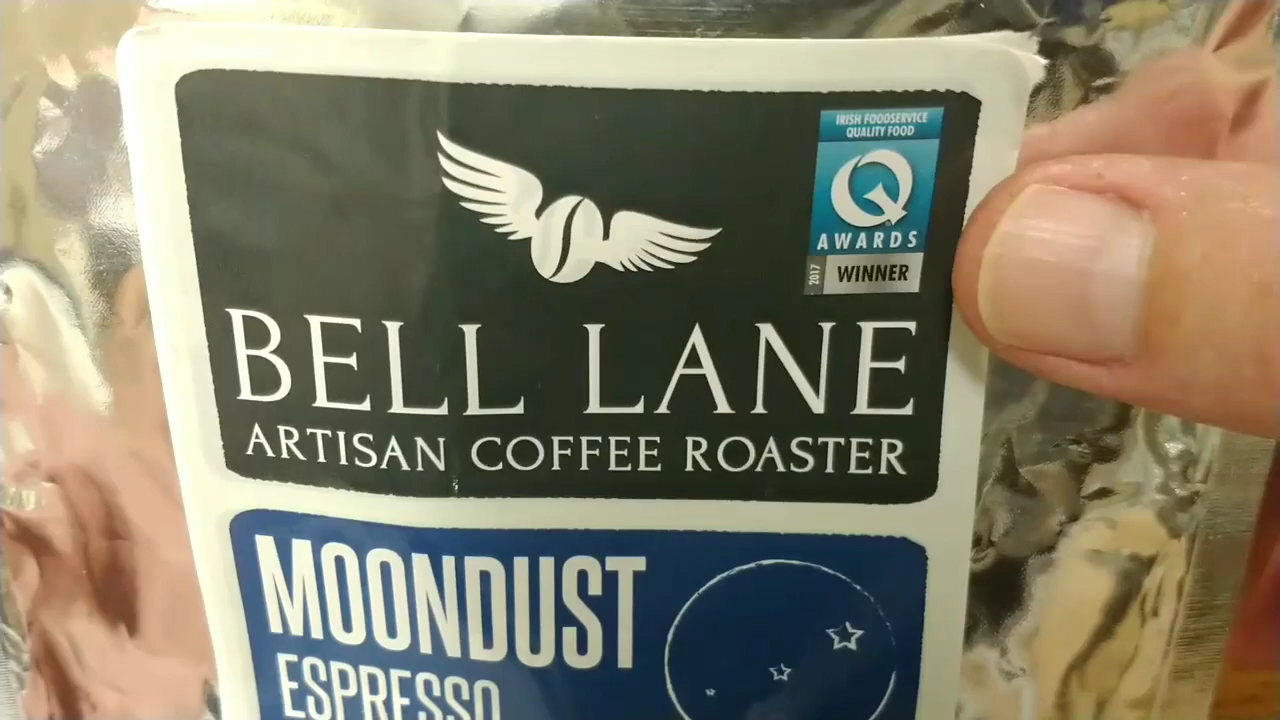 IRISH FOODSERVICE
QUALITY FOOD
Q
AWARDS
2017
WINNER
BELL LANE
ARTISAN COFFEE ROASTER
MOONDUST
ESPRESSO